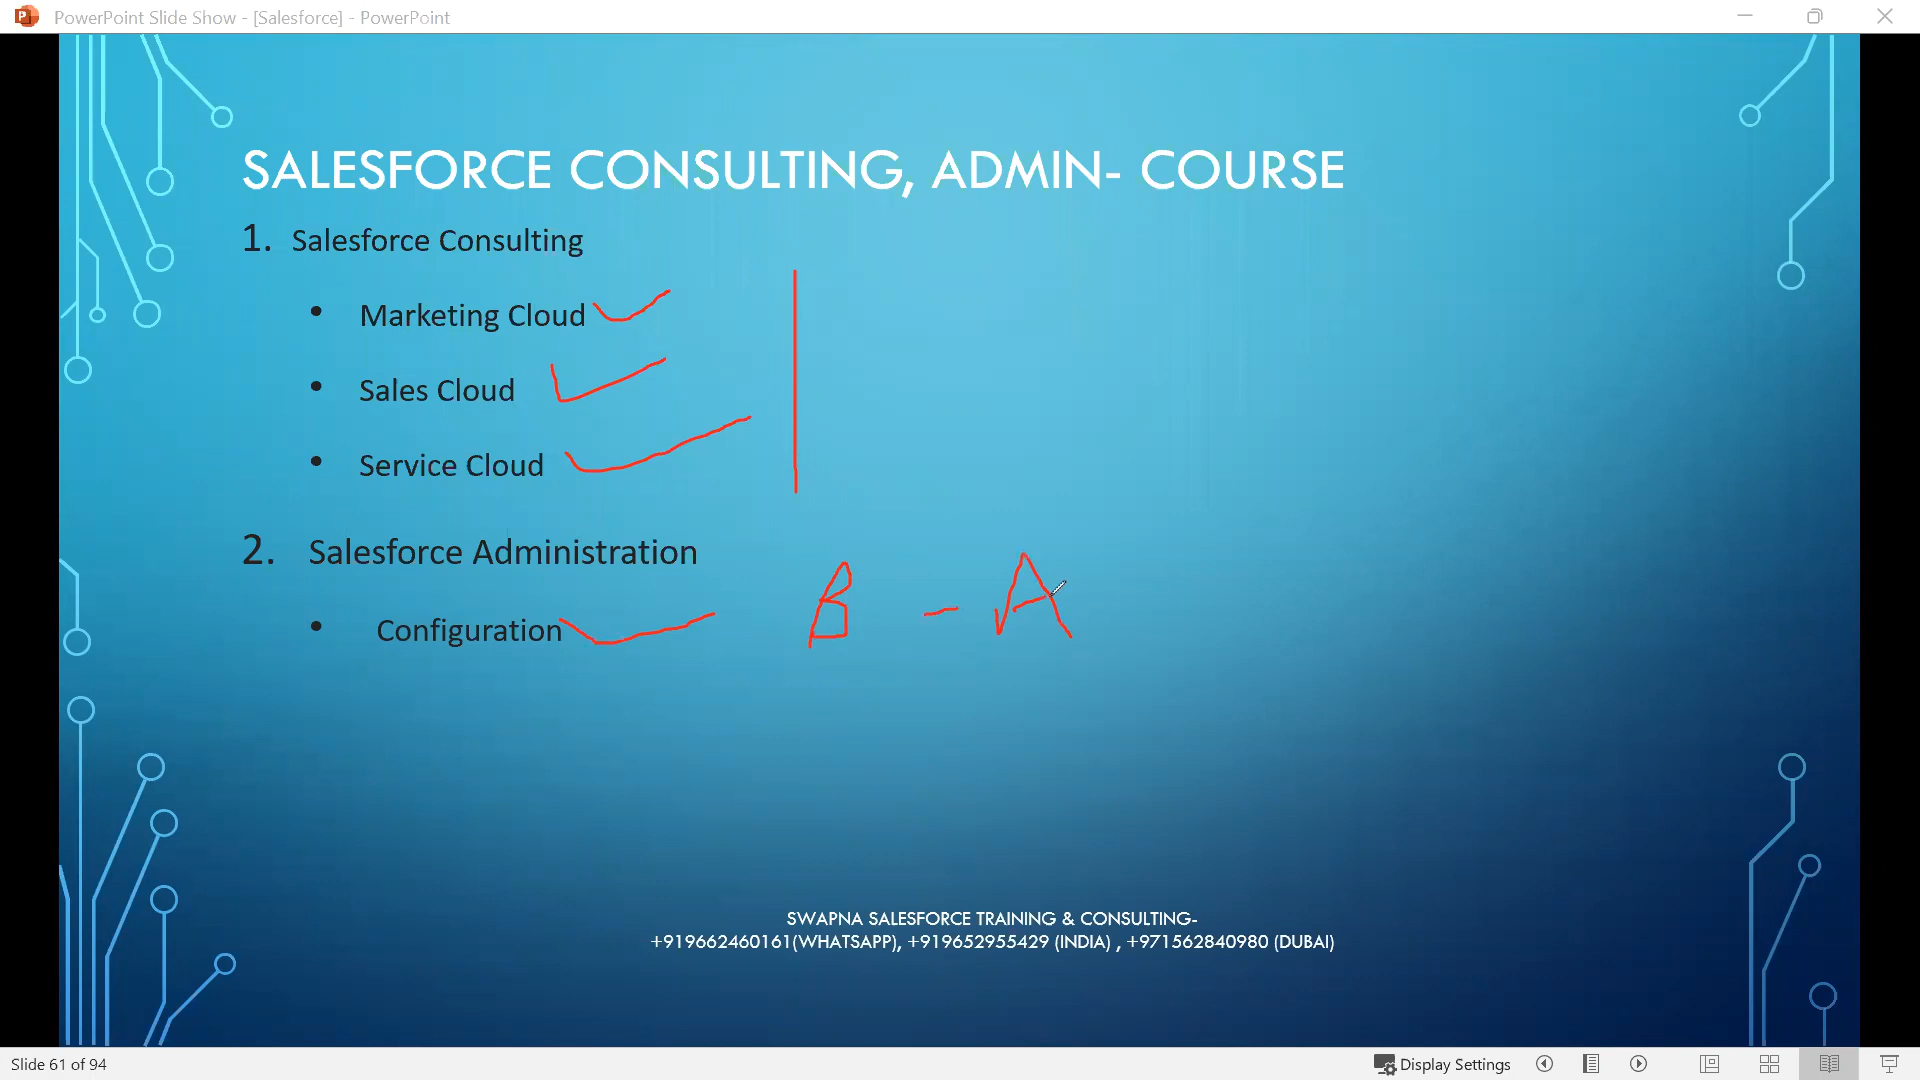 PowerPoint Slide Show - [Salesforce] - PowerPoint
SALESFORCE CONSULTING, ADMIN- COURSE
1. Salesforce Consulting
• Marketing Cloud
• Sales Cloud
• Service Cloud
2. Salesforce Administration
• Configuration
B - A
SWAPNA SALESFORCE TRAINING & CONSULTING-
+919662460161(WHATSAPP), +919652955429 (INDIA) , +971562840980 (DUBAI)
Slide 61 of 94
Display Settings